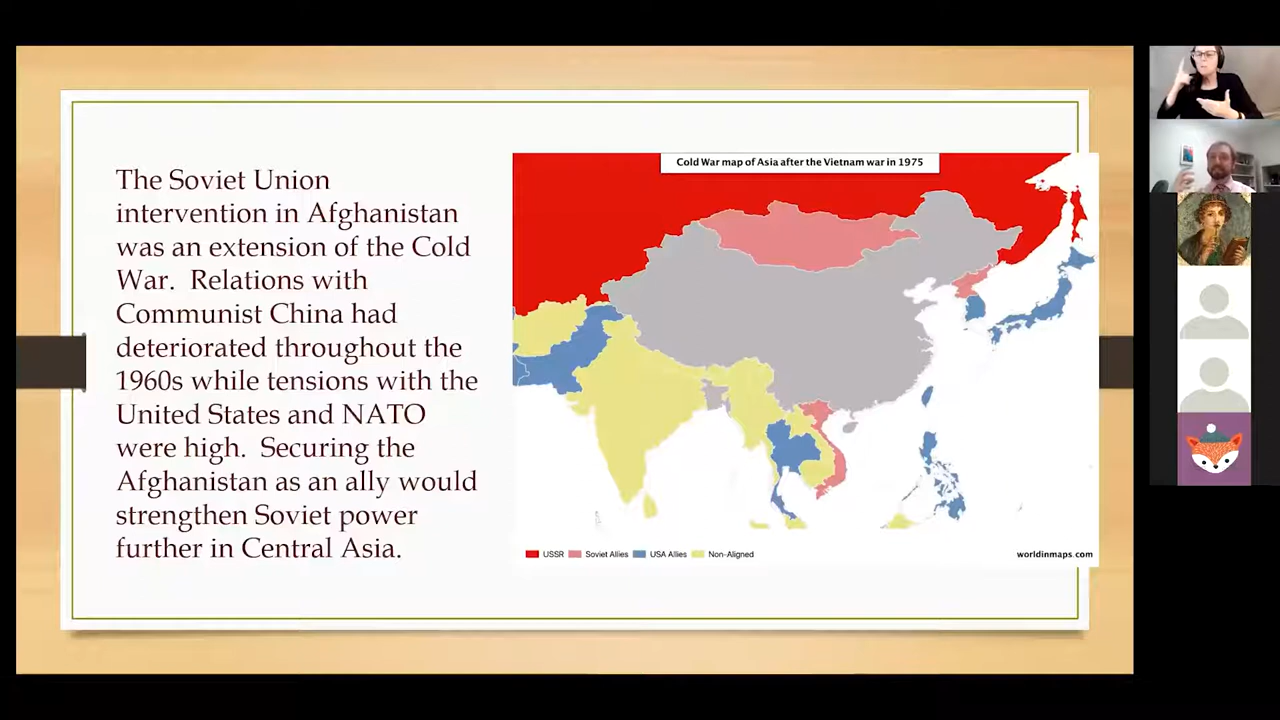 The Soviet Union
intervention in Afghanistan
was an extension of the Cold
War.  Relations with
Communist China had
deteriorated throughout the
1960s while tensions with the
United States and NATO
were high.  Securing the
Afghanistan as an ally would
strengthen Soviet power
further in Central Asia.
Cold War map of Asia after the Vietnam war in 1975
USSR Soviet Allies USA Allies Non-Aligned
worldinmaps.com